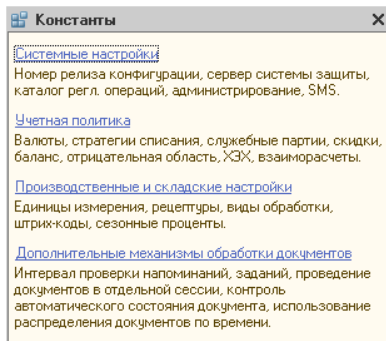 Константы
Системные настройки
Номер релиза конфигурации, сервер системы защиты,
каталог регл. операций, администрирование, SMS.
Учетная политика
Валюты, стратегии списания, служебные партии, скидки,
баланс, отрицательная область, ХЭХ, взаиморасчеты.
Производственные и складские настройки
Единицы измерения, рецептуры, виды обработки,
штрих-коды, сезонные проценты.
Дополнительные механизмы обработки документов
Интервал проверки напоминаний, заданий, проведение
документов в отдельной сессии, контроль
автоматического состояния документа, использование
распределения документов по времени.